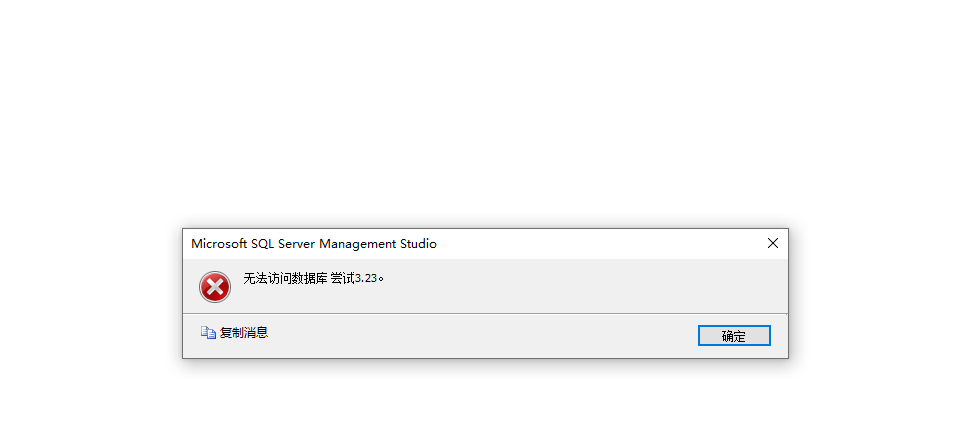 Microsoft SQL Server Management Studio
无法访问数据库 尝试3.23。
复制消息
确定